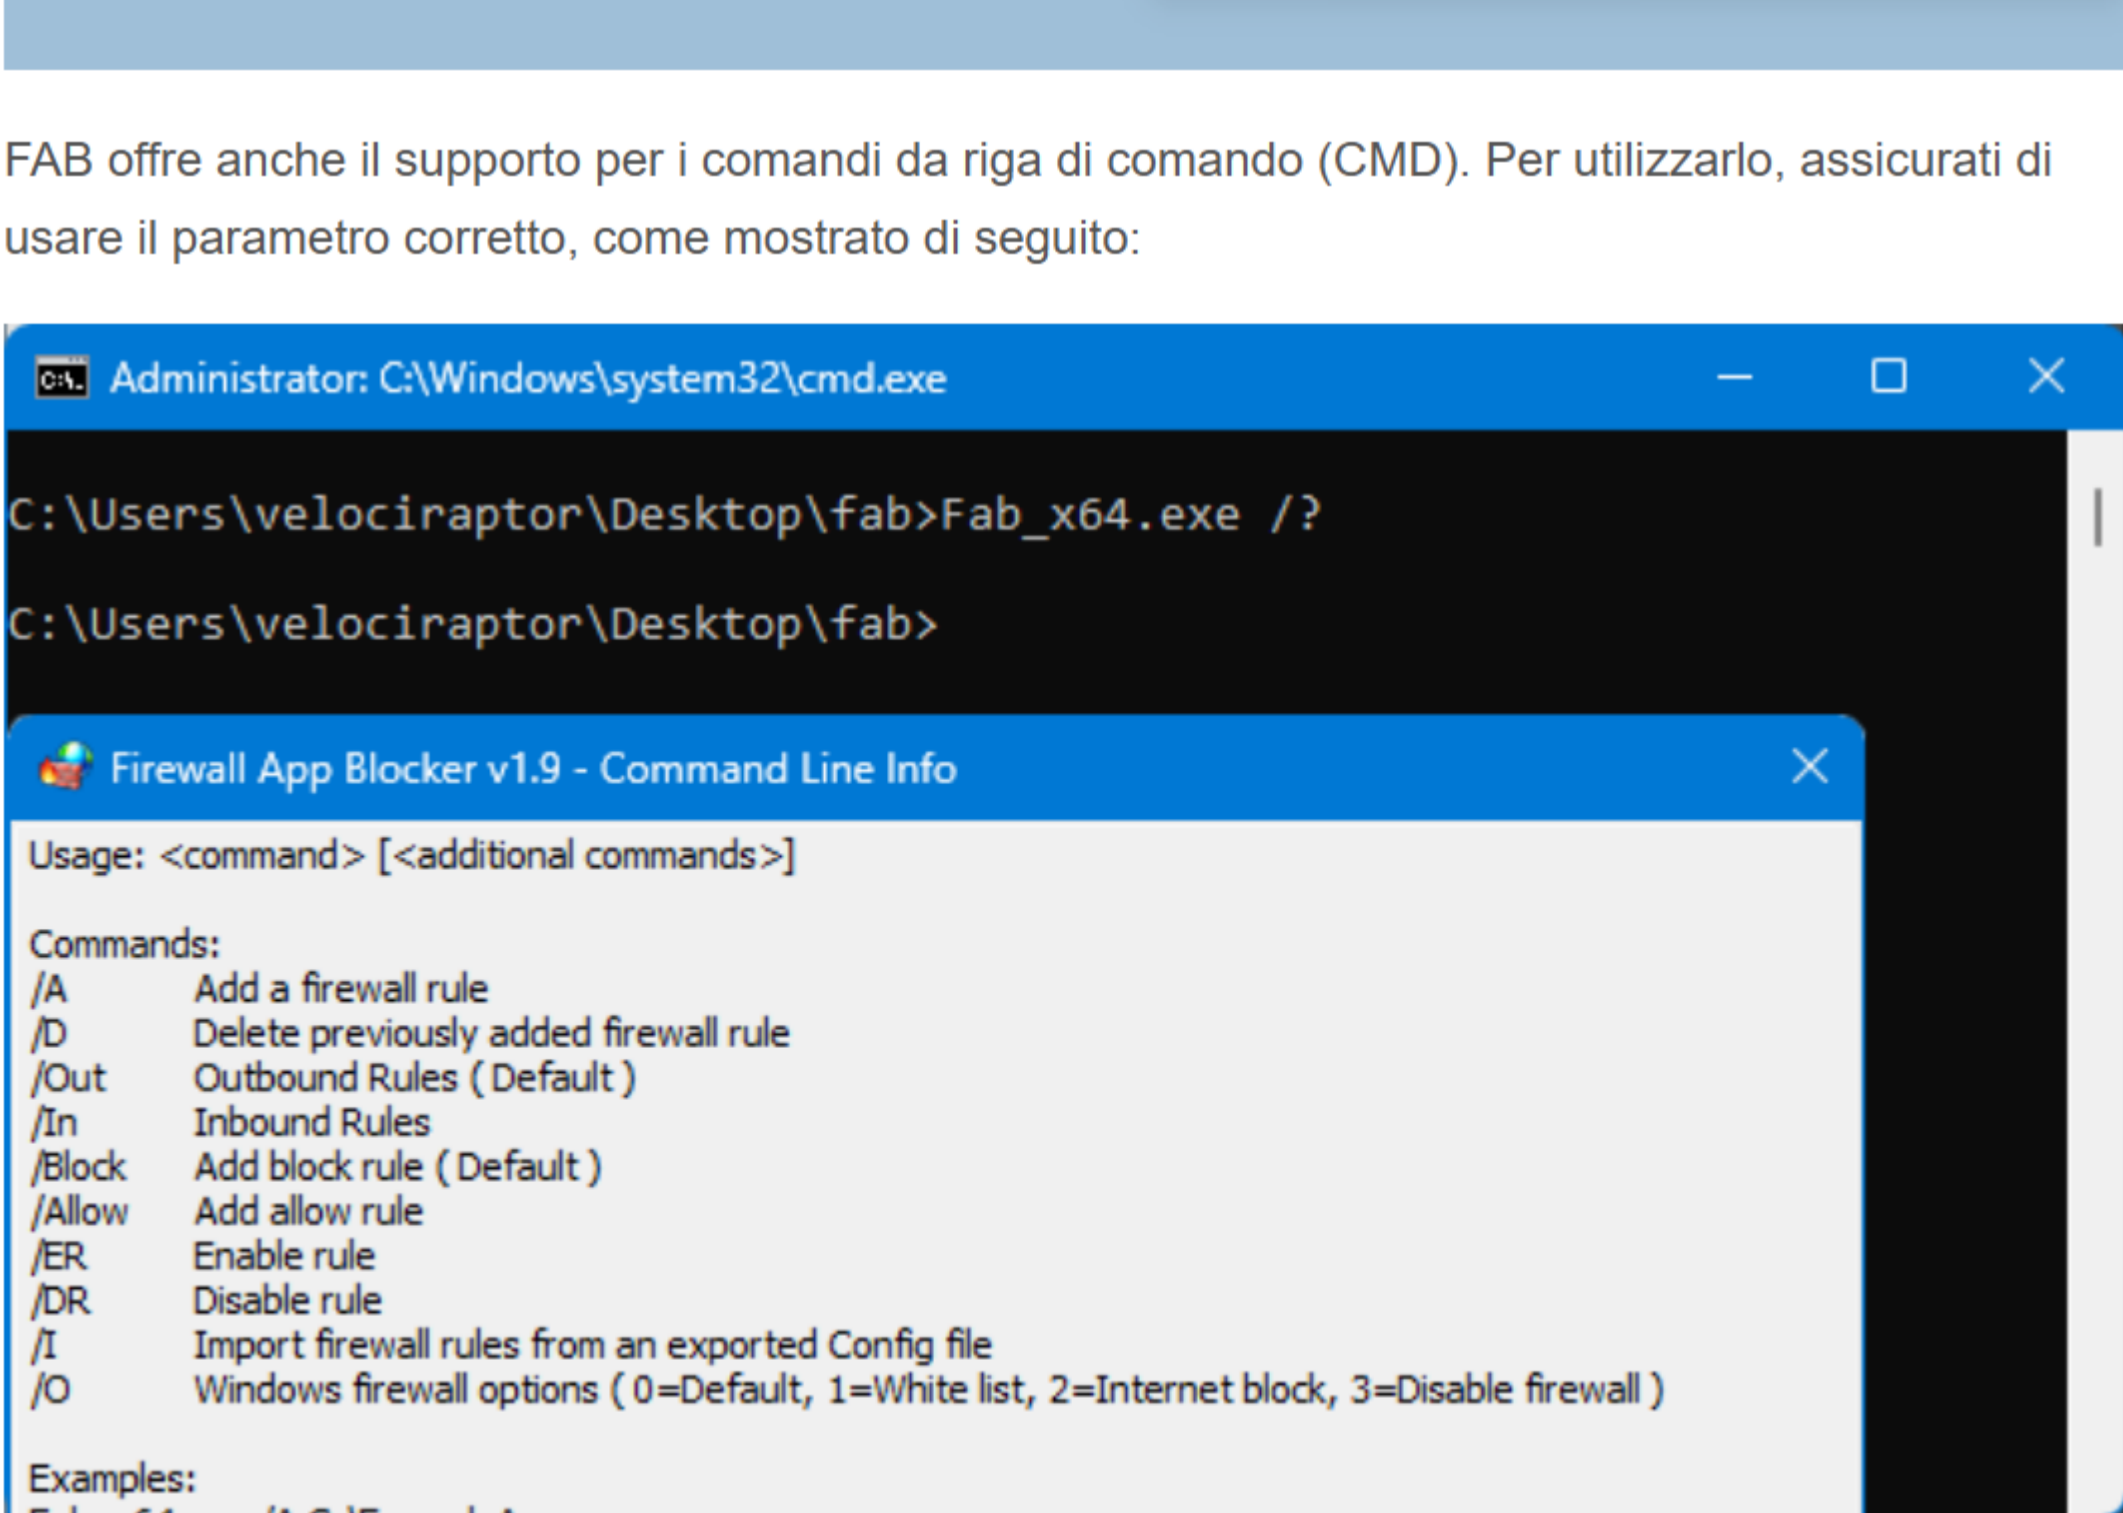 FAB offre anche il supporto per i comandi da riga di comando (CMD). Per utilizzarlo, assicurati di
usare il parametro corretto, come mostrato di seguito:
C:\. Administrator: C:\Windows\system32\cmd.exe
C:\Users\velociraptor\Desktop\fab>Fab_x64.exe /?
C:\Users\velociraptor\Desktop\fab>
Firewall App Blocker v1.9 - Command Line Info
Usage: <command> [<additional commands>]
Commands:
/A Add a firewall rule
/D Delete previously added firewall rule
/Out Outbound Rules ( Default )
/In Inbound Rules
/Block Add block rule ( Default )
/Allow Add allow rule
/ER Enable rule
/DR Disable rule
/I Import firewall rules from an exported Config file
/O Windows firewall options ( 0=Default, 1=White list, 2=Internet block, 3=Disable firewall )
Examples: